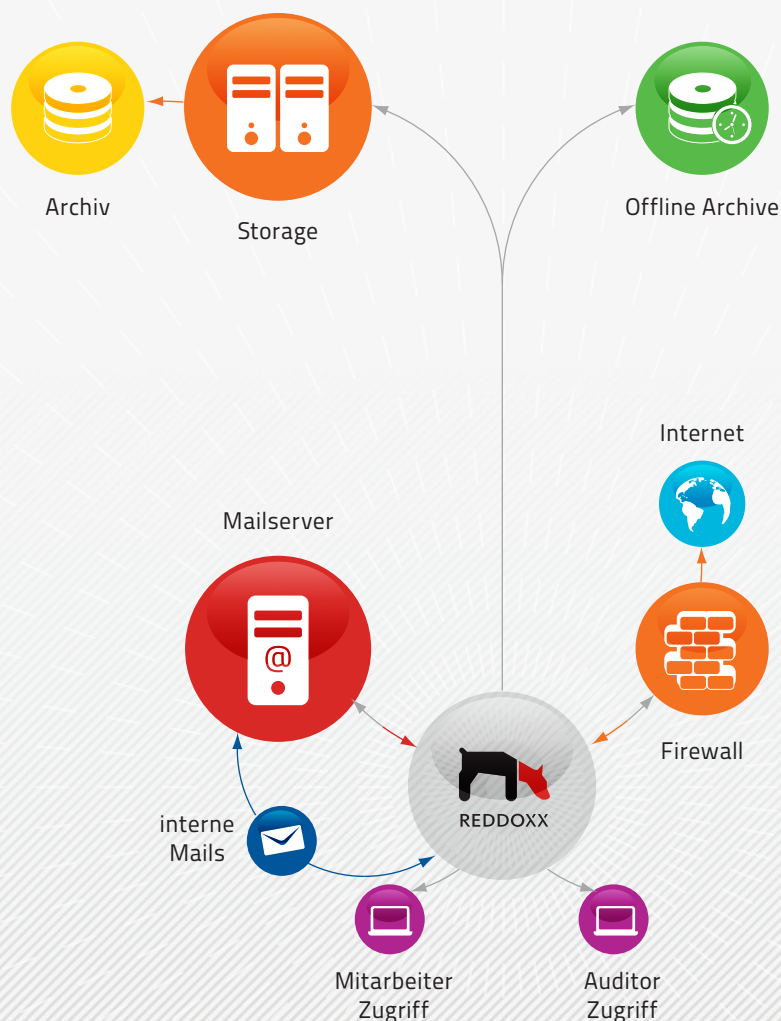 Archiv
Storage
Offline Archive
Internet
Mailserver
@
Firewall
REDDOXX
interne
Mails
Mitarbeiter
Zugriff
Auditor
Zugriff